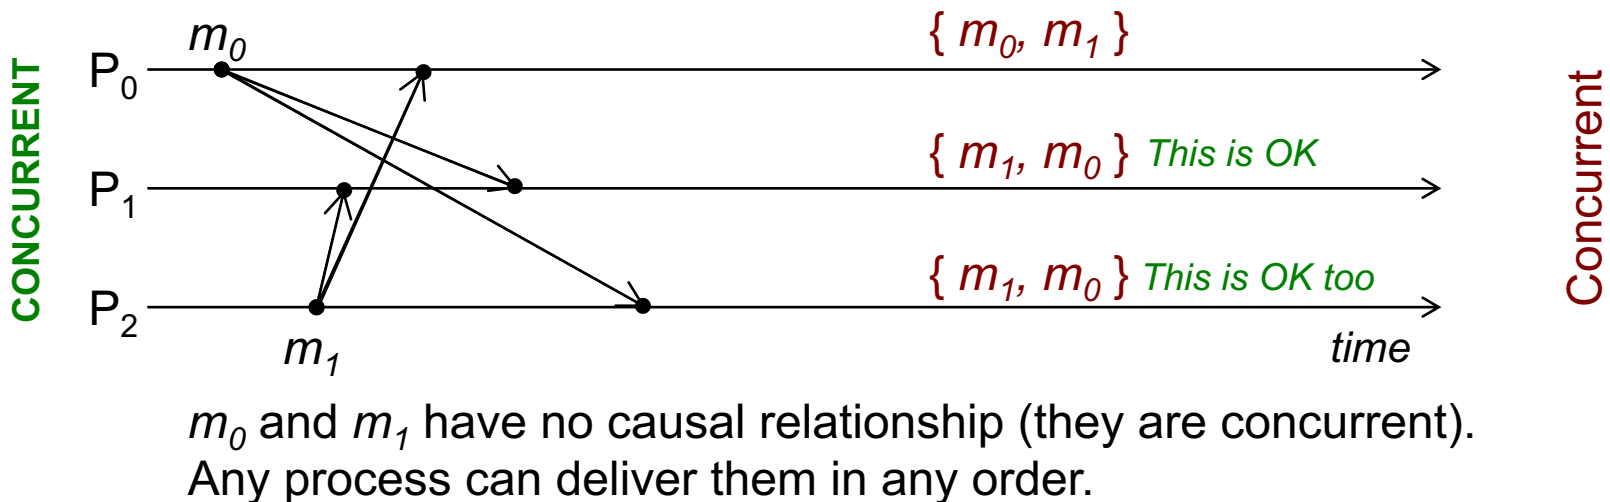 CONCURRENT
m₀
P₀
{ m₀, m₁ }
P₁
{ m₁, m₀ } This is OK
P₂
{ m₁, m₀ } This is OK too
m₁
time
Concurrent
m₀ and m₁ have no causal relationship (they are concurrent).
Any process can deliver them in any order.